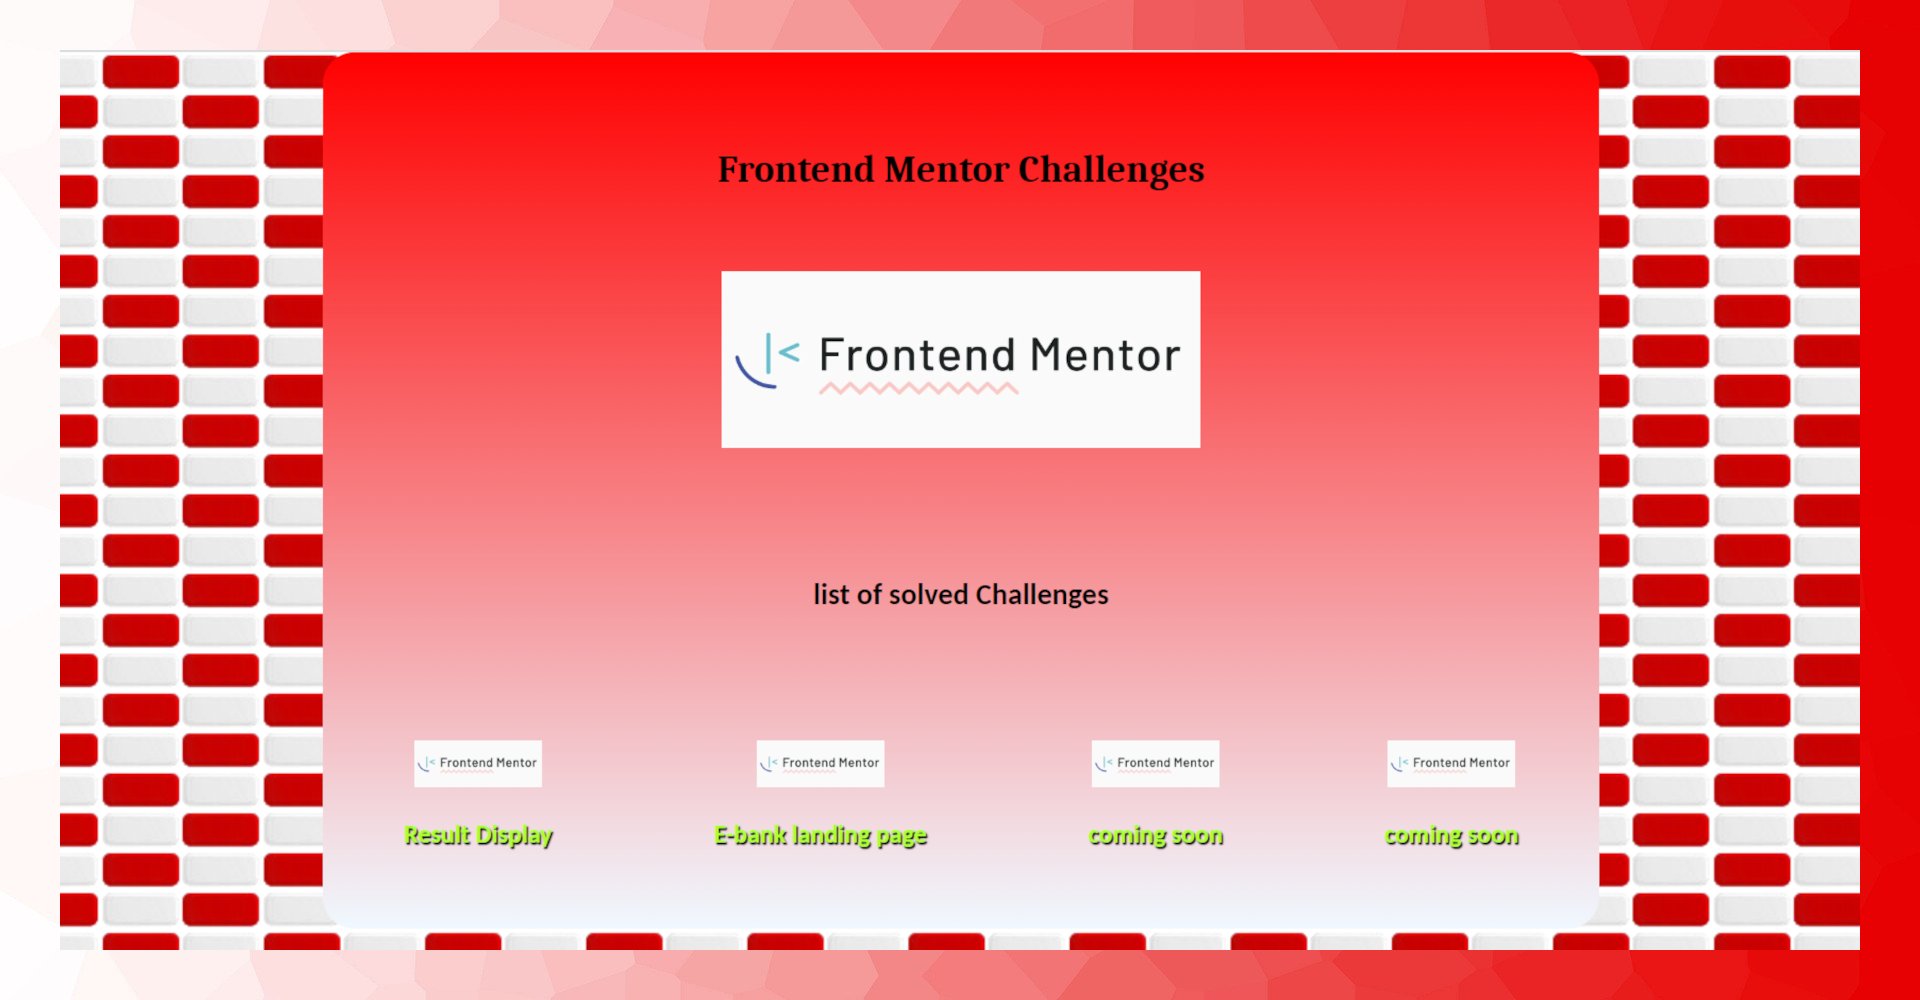 Frontend Mentor Challenges
Frontend Mentor
list of solved Challenges
Frontend Mentor
Frontend Mentor
Frontend Mentor
Frontend Mentor
Result Display
E-bank landing page
coming soon
coming soon